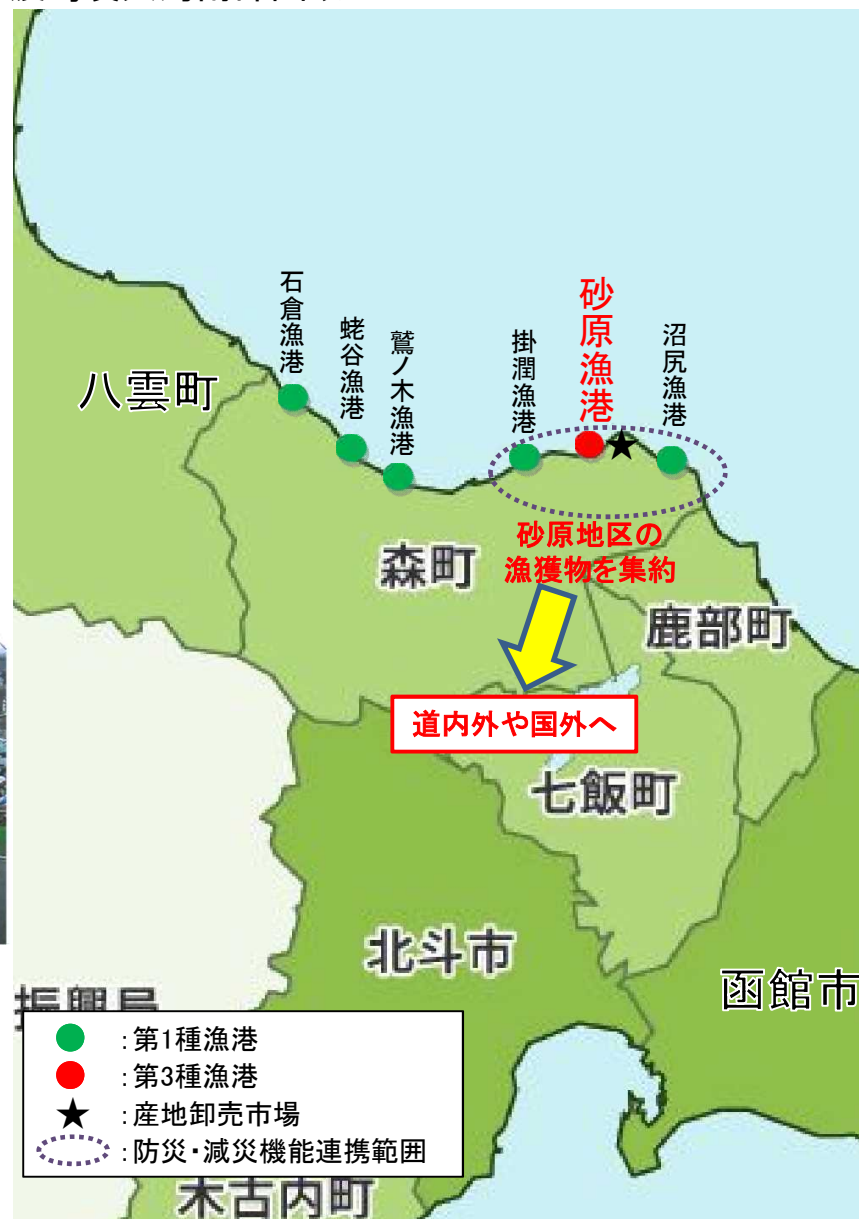 石倉漁港
蛯谷漁港
鷲ノ木漁港
掛澗漁港
砂原漁港
沼尻漁港
八雲町
砂原地区の
漁獲物を集約
森町
鹿部町
道内外や国外へ
七飯町
北斗市
函館市
振興局
：第1種漁港
：第3種漁港
：産地卸売市場
：防災・減災機能連携範囲
木古内町